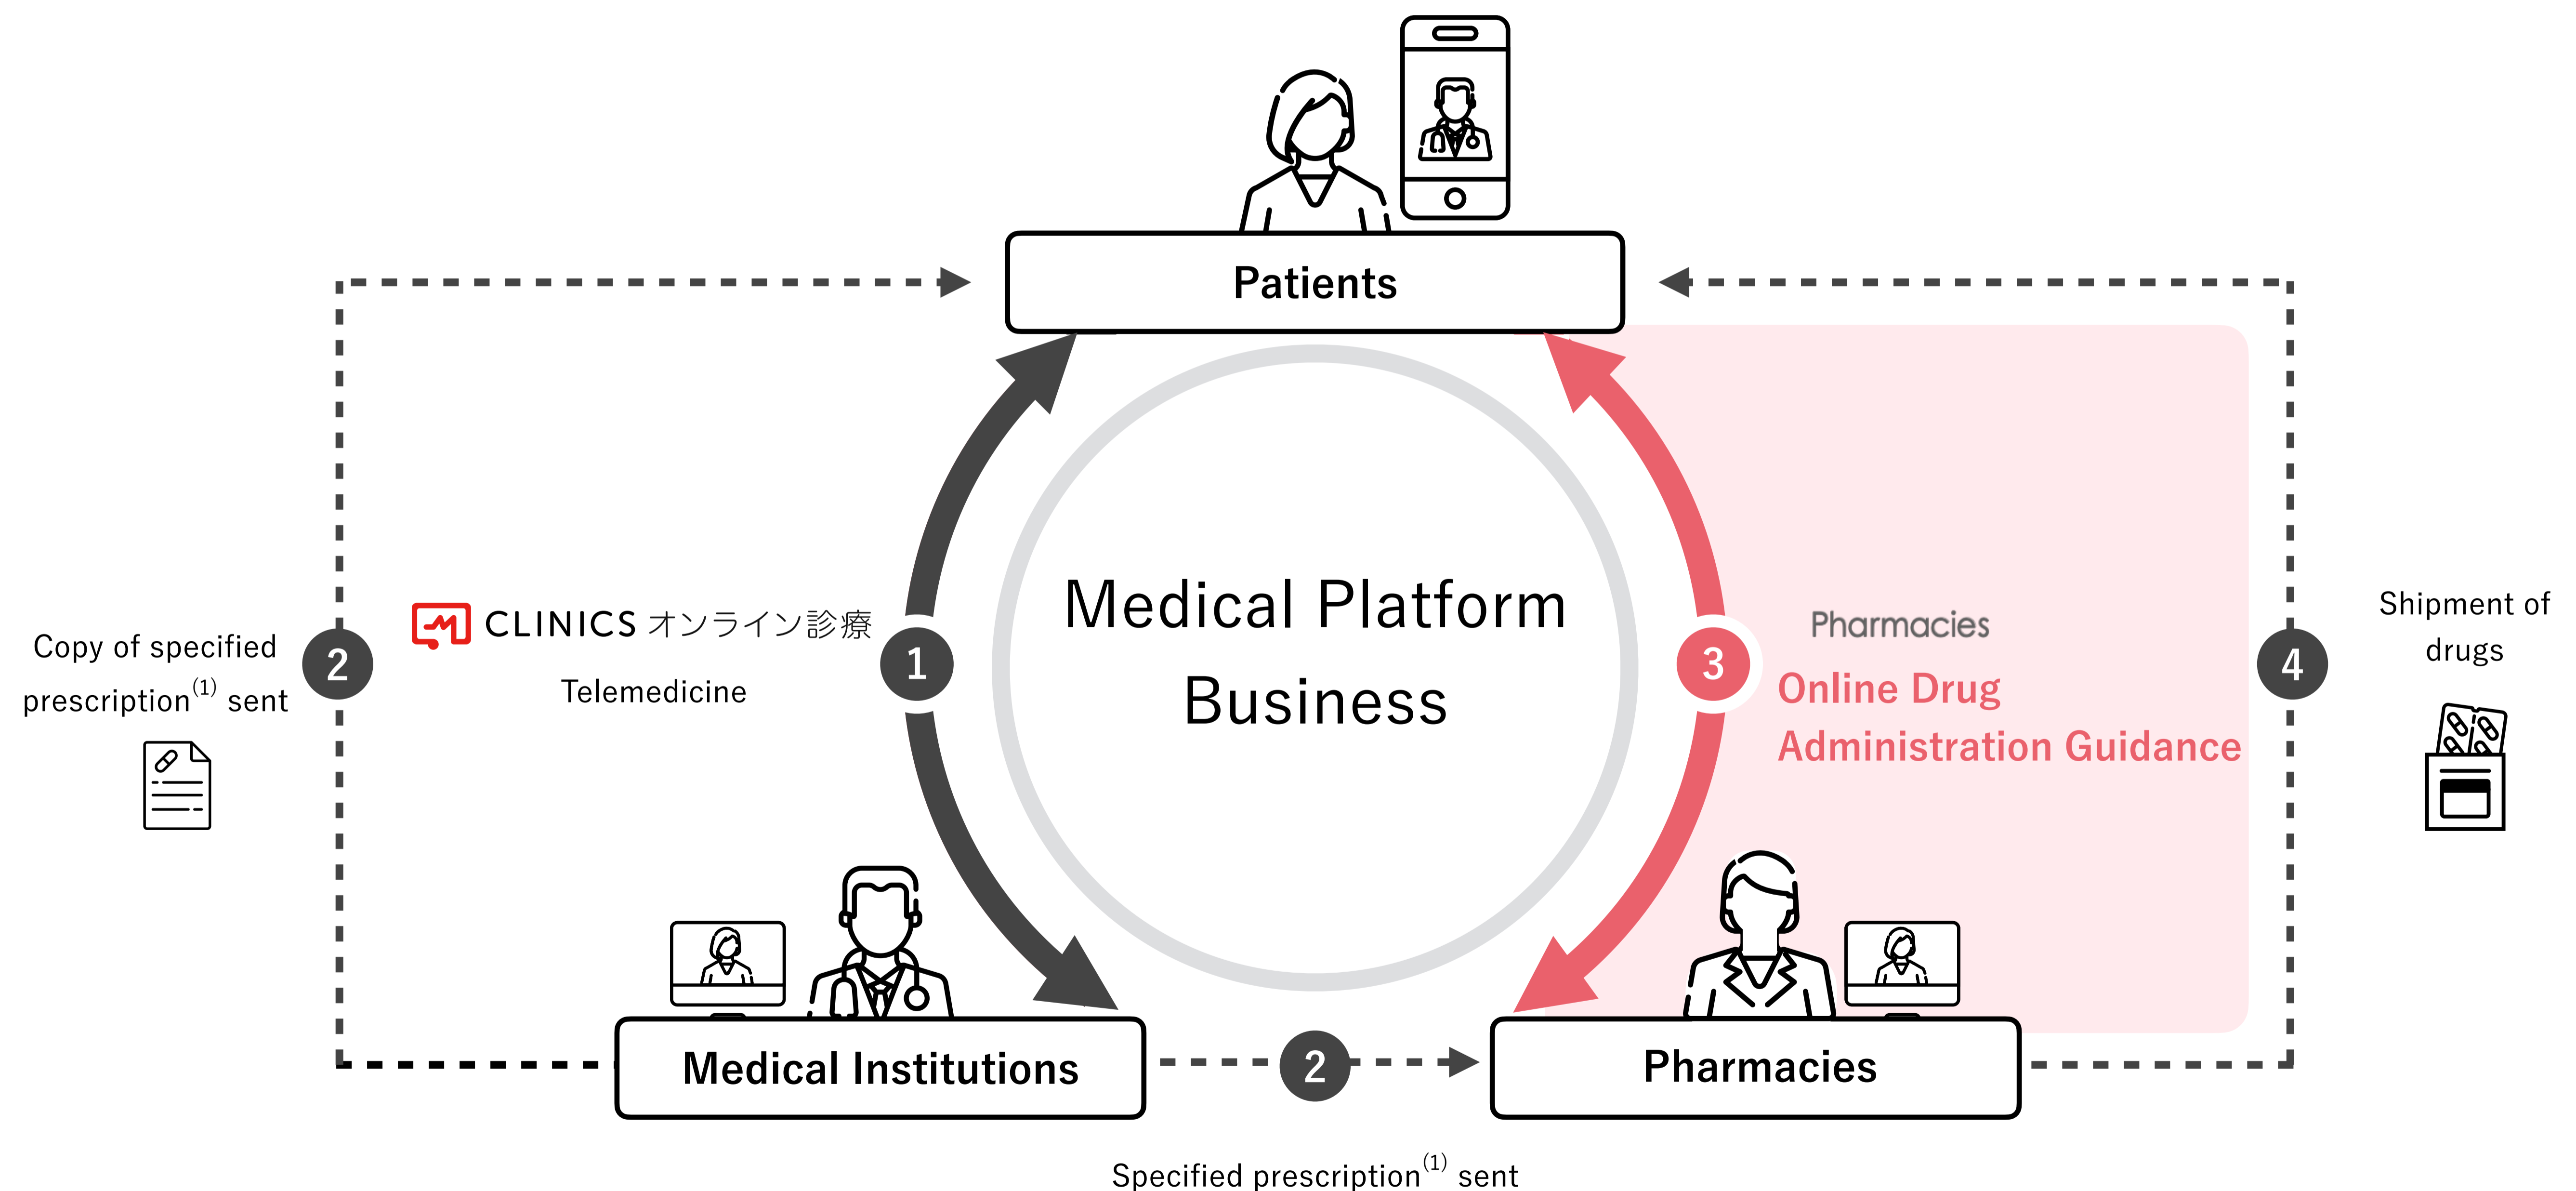 Patients
Medical Platform
Business
CLINICS オンライン診療
Telemedicine
1
2
Copy of specified
prescription(1) sent
3
Pharmacies
Online Drug
Administration Guidance
4
Shipment of
drugs
Medical Institutions
2
Pharmacies
Specified prescription(1) sent